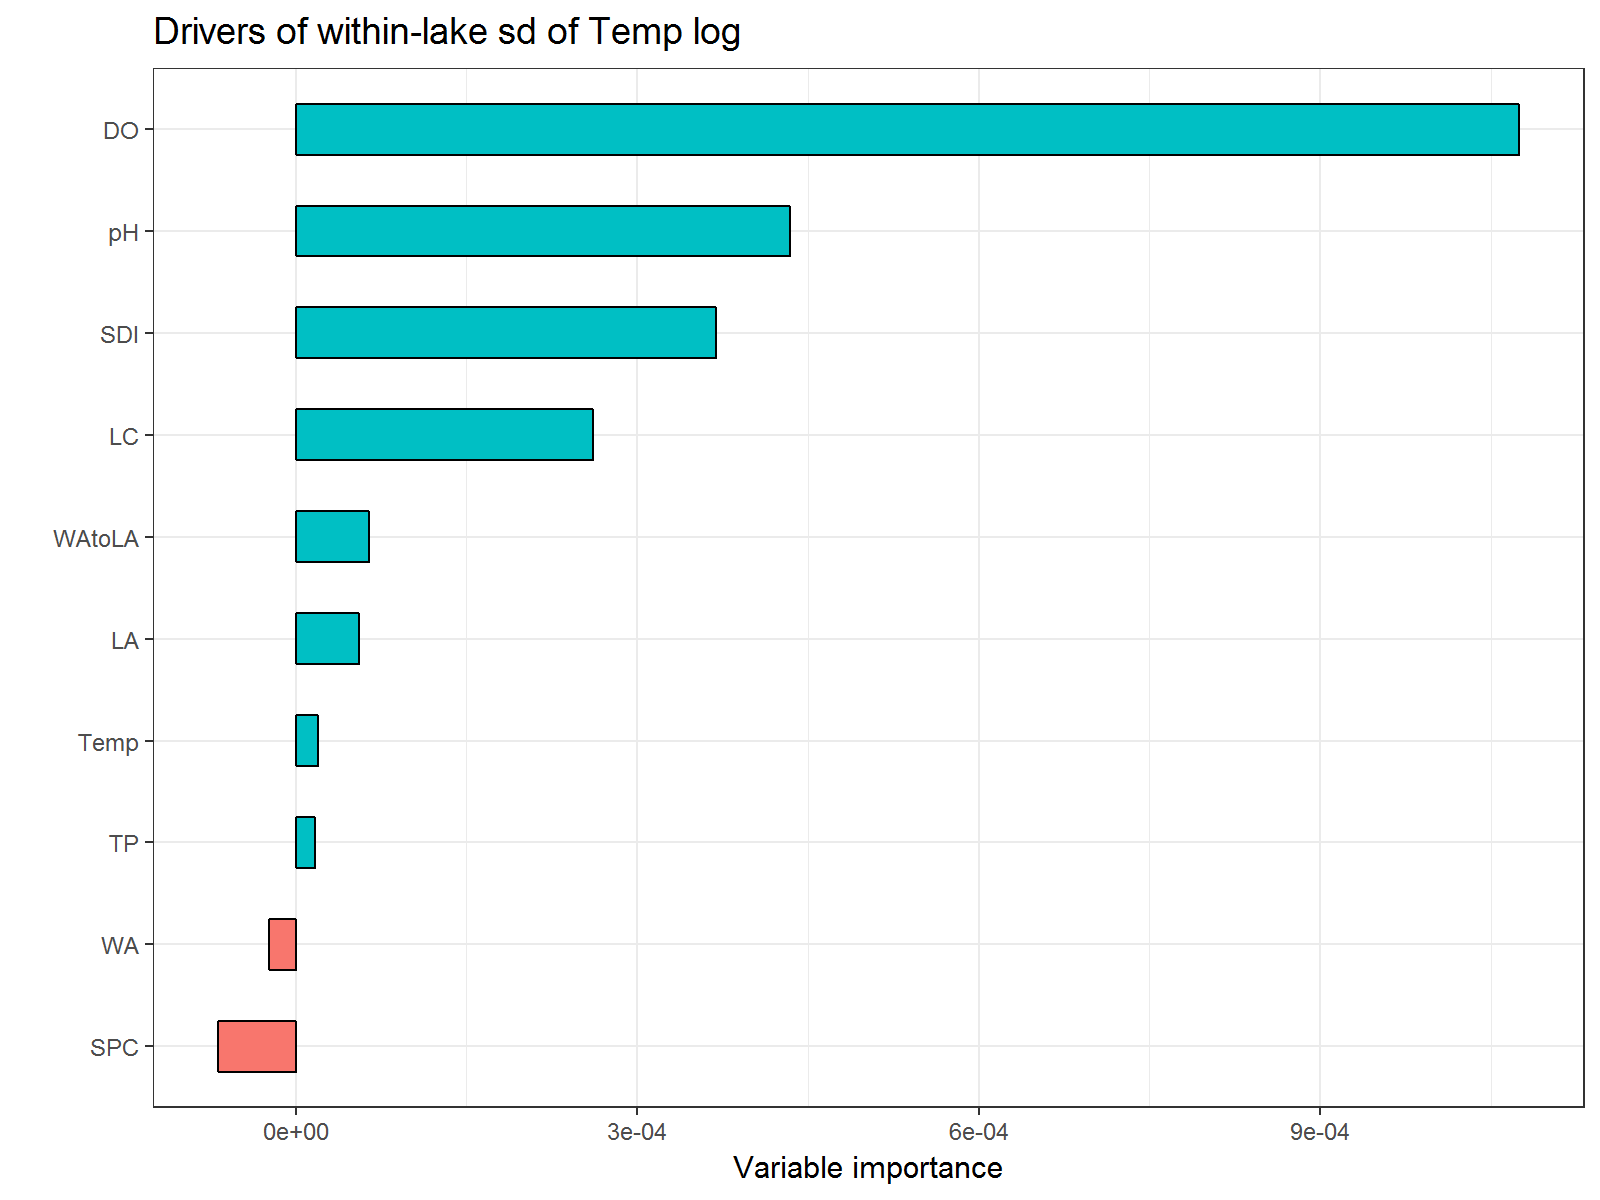 Drivers of within-lake sd of Temp log
DO
pH
SDI
LC
WAtoLA
LA
Temp
TP
WA
SPC
0e+00 3e-04 6e-04 9e-04
Variable importance